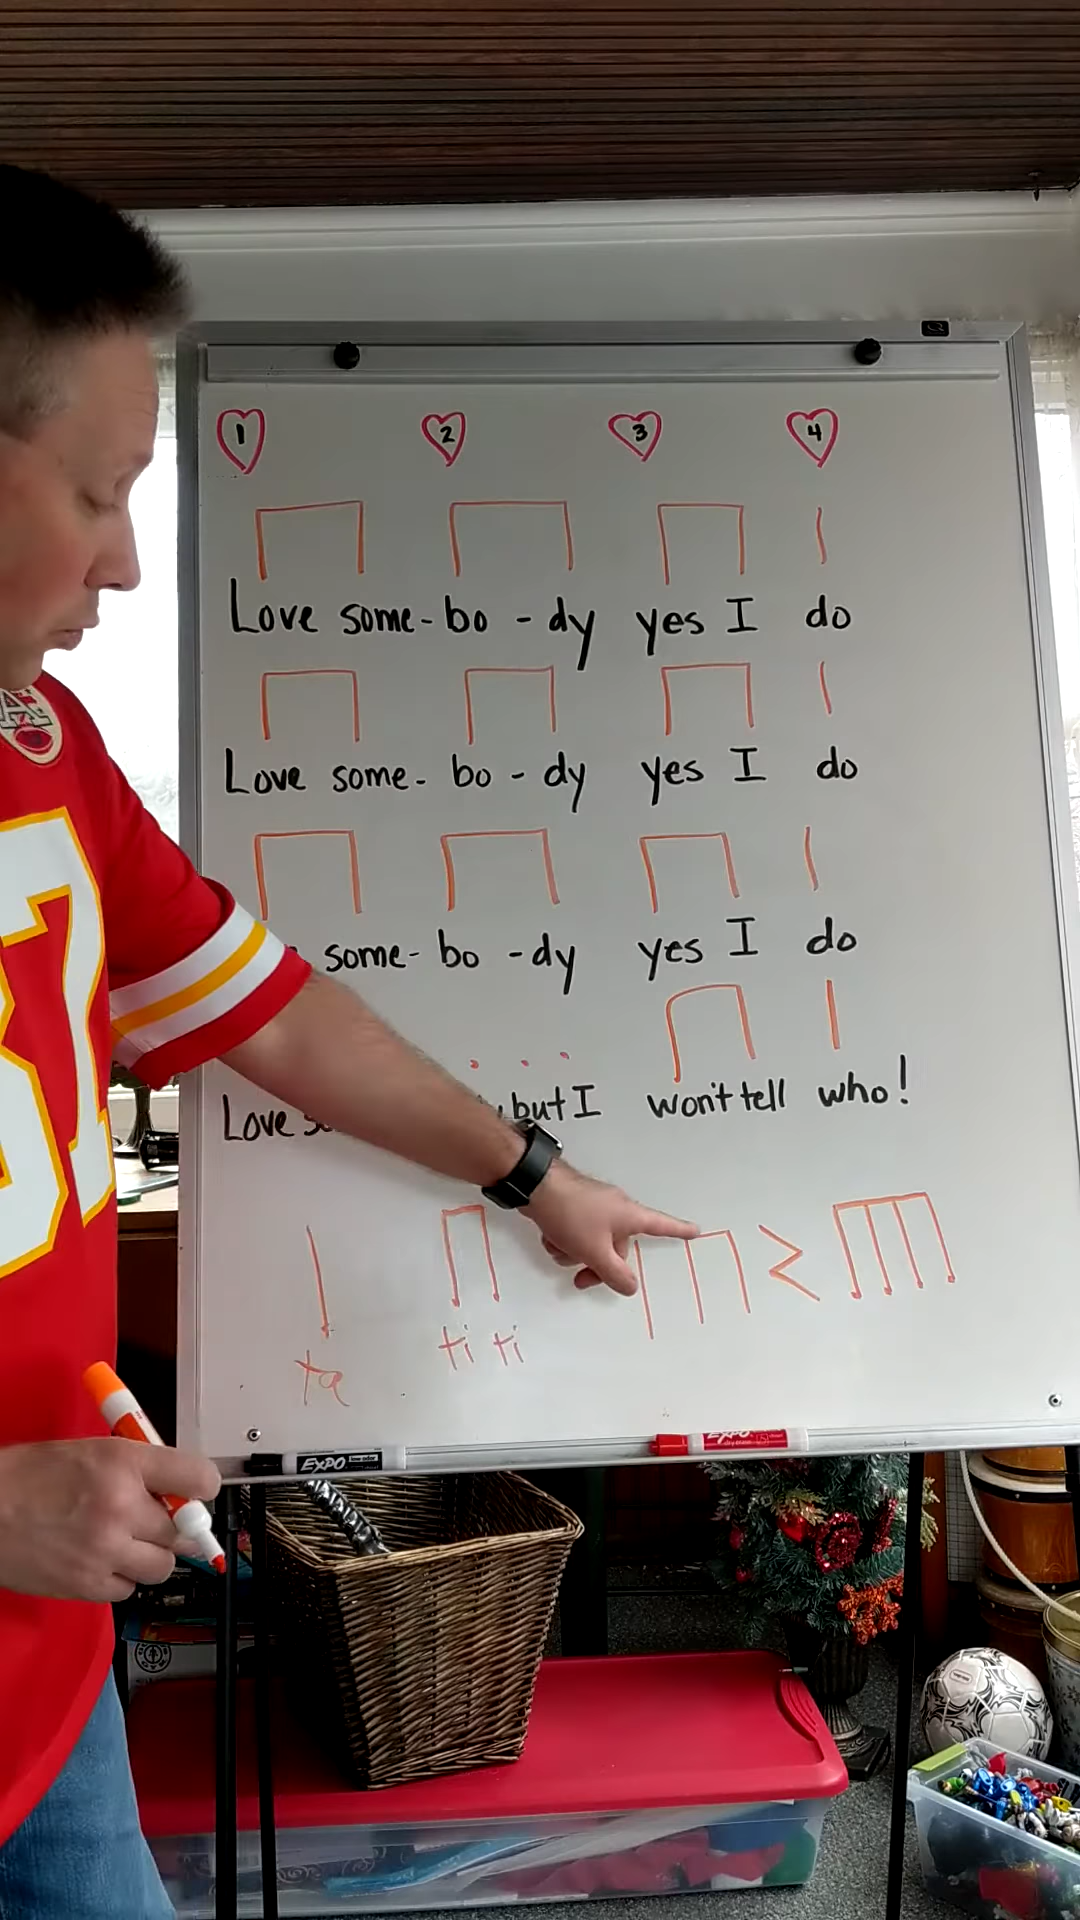 1 2 3 4
Love some- bo - dy yes I do
Love some- bo - dy yes I do
some- bo - dy yes I do
Love but I won't tell who!
ta ti ti
EXPO EXPO